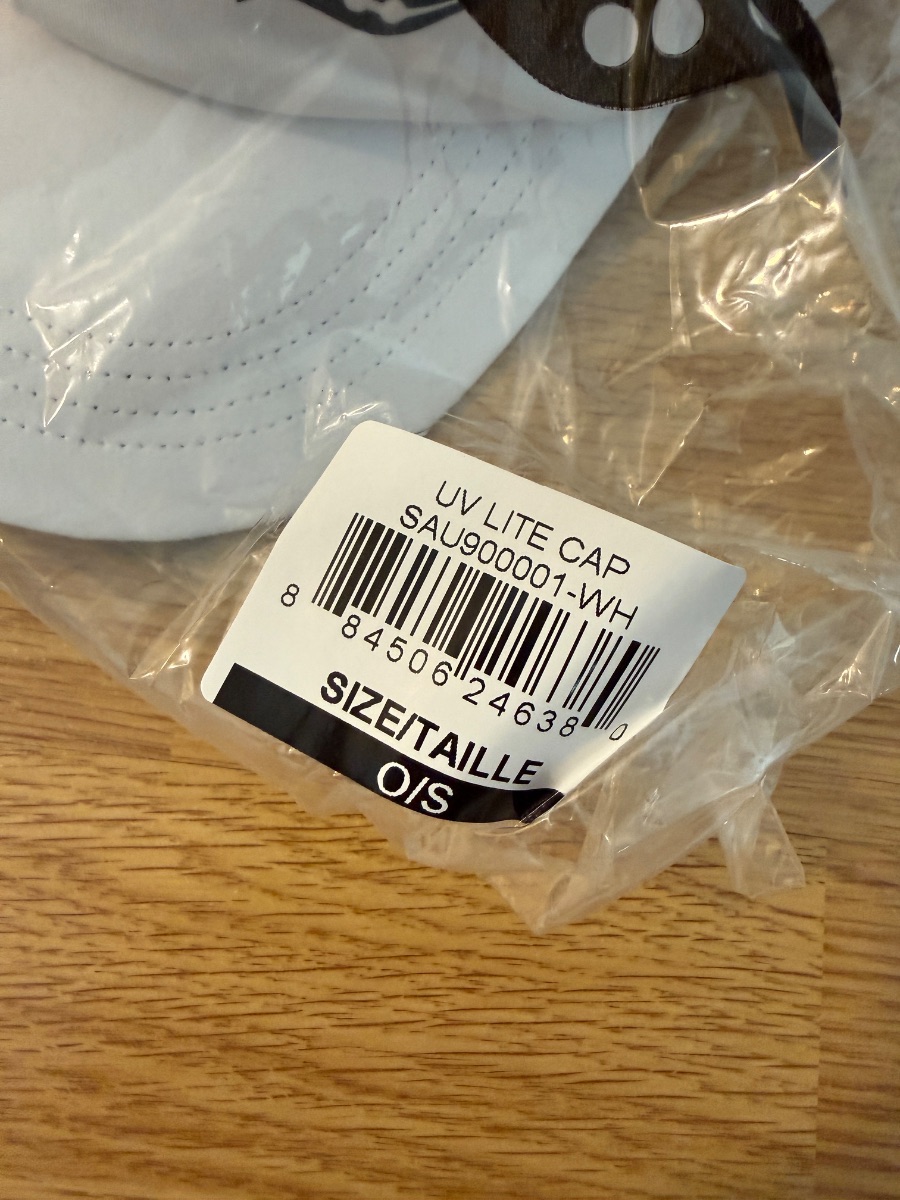 UV LITE CAP
SAU900001-WH
8 84506 24638 0
SIZE/TAILLE
O/S